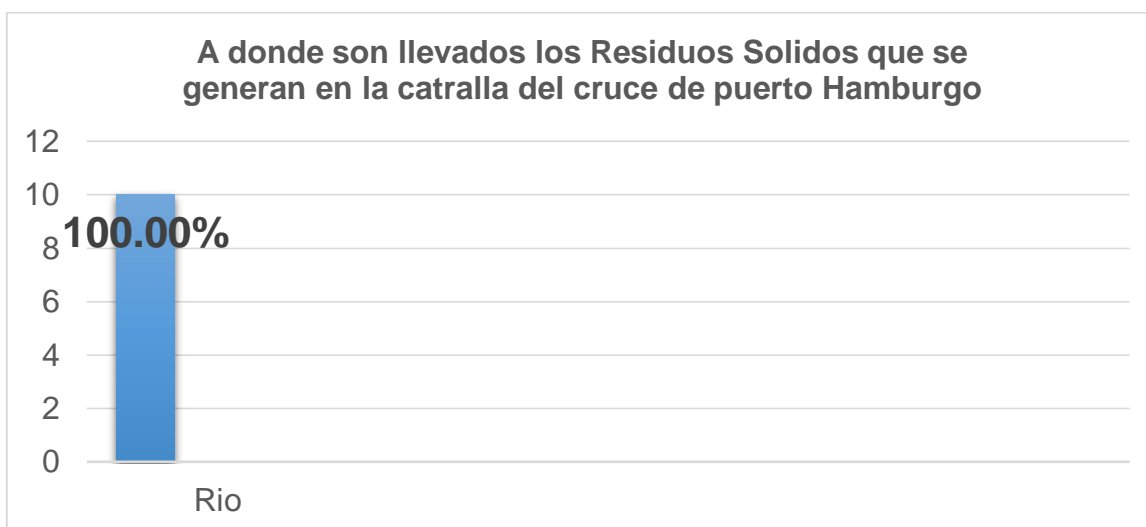 A donde son llevados los Residuos Solidos que se
generan en la catralla del cruce de puerto Hamburgo
12
10
100.00%
8
6
4
2
0
Rio